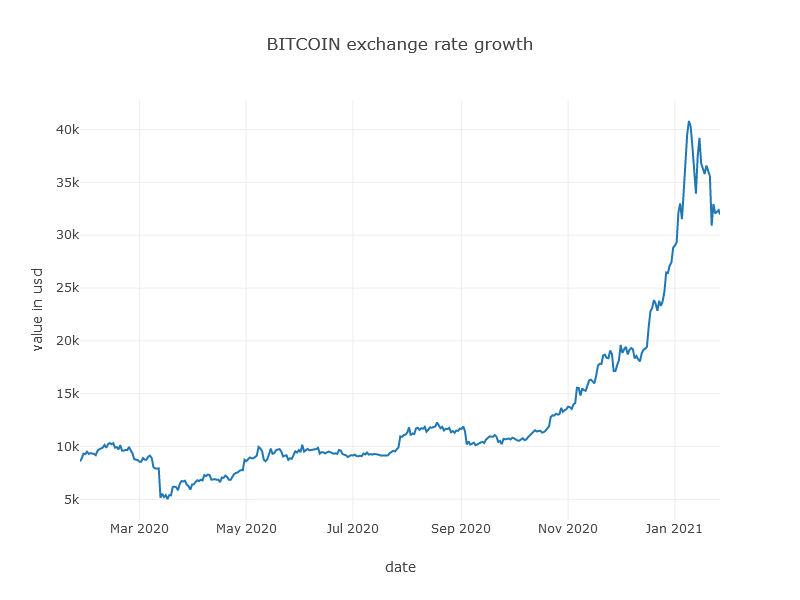 BITCOIN exchange rate growth
40k
35k
30k
25k
20k
15k
10k
5k
value in usd
Mar 2020 May 2020 Jul 2020 Sep 2020 Nov 2020 Jan 2021
date